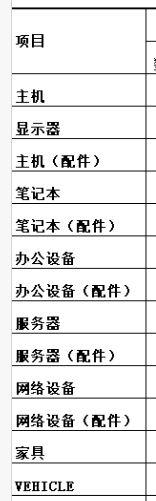 项目
主机
显示器
主机（配件）
笔记本
笔记本（配件）
办公设备
办公设备（配件）
服务器
服务器（配件）
网络设备
网络设备（配件）
家具
VEHICLE